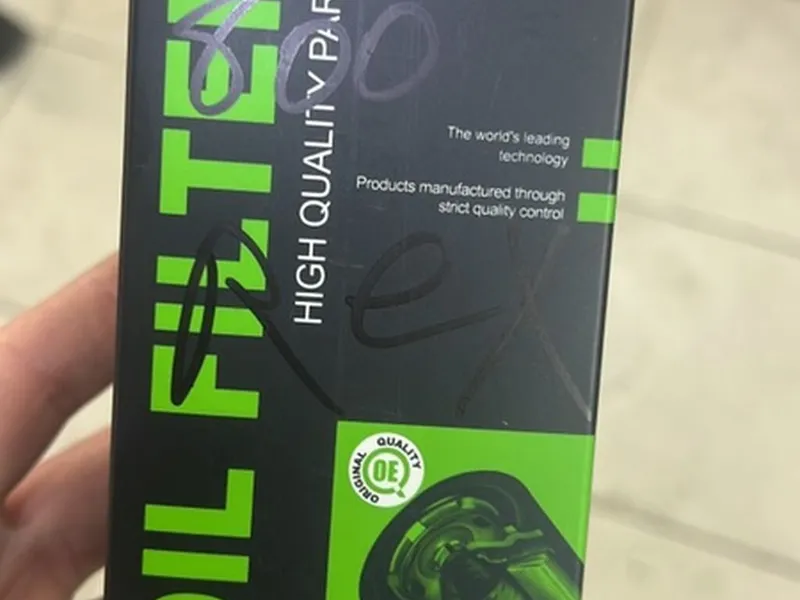 800
OIL FILTER
HIGH QUALITY PAR
The world's leading
technology
Products manufactured through
strict quality control
Rex
ORIGINAL QUALITY
OE